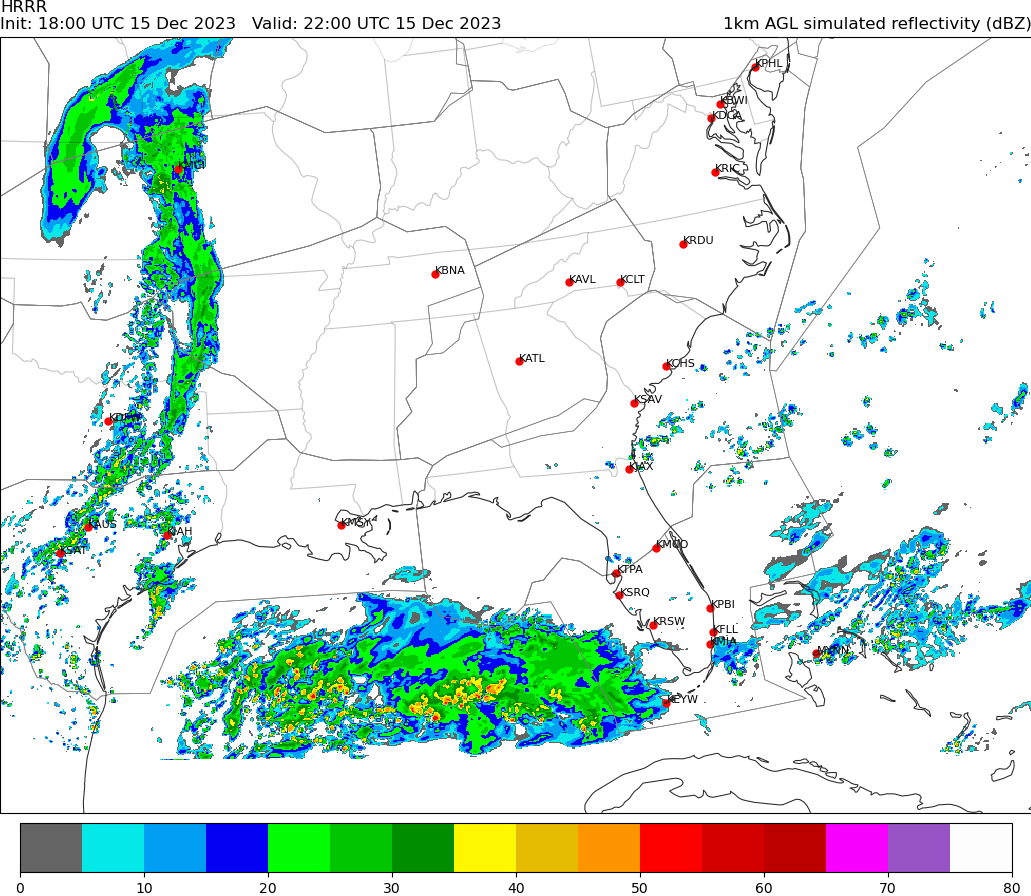 HRRR
Init: 18:00 UTC 15 Dec 2023   Valid: 22:00 UTC 15 Dec 2023   1km AGL simulated reflectivity (dBZ)
KPHL
KBWI
KDCA
KRIC
KRDU
KBNA
KAVL KCLT
KATL
KCHS
KSAV
KJAX
KAUS
KIAH
KMSY
KSAT
KMCO
KTPA
KSRQ
KPBI
KRSW
KFLL
KMIA
MYNN
KEYW
0 10 20 30 40 50 60 70 80